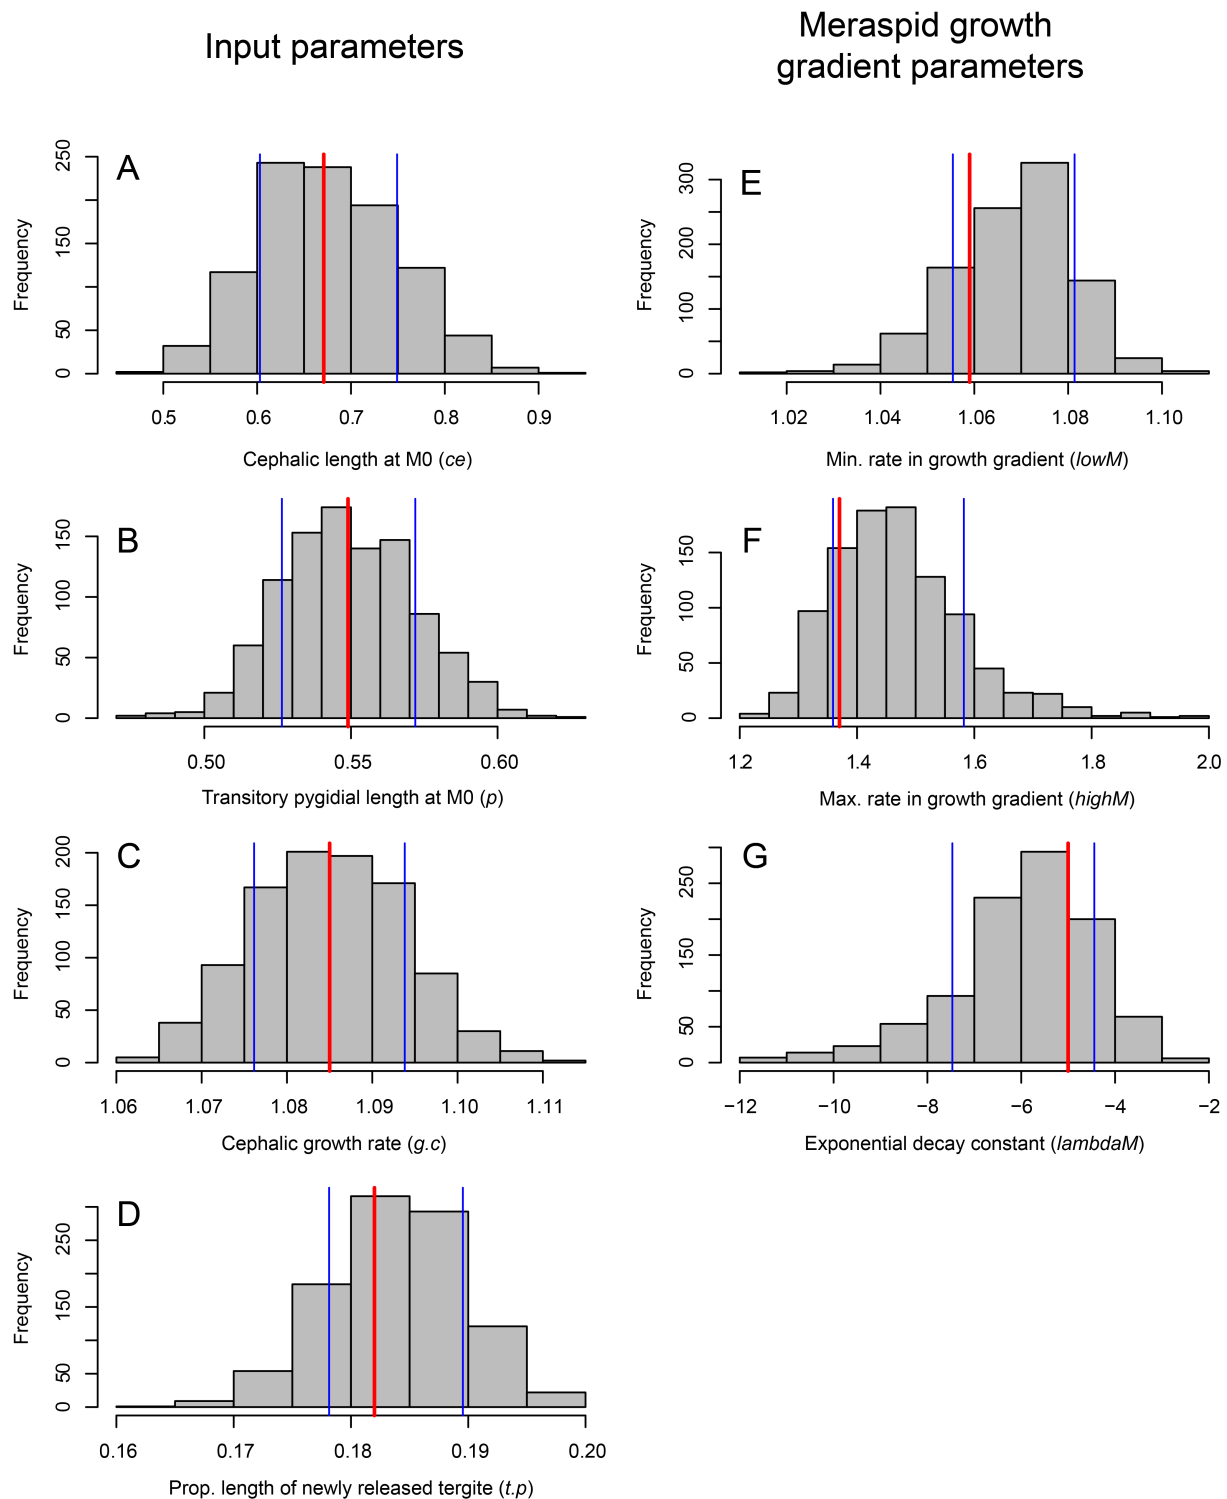 Input parameters
Meraspid growth
gradient parameters
A
Frequency
0 50 150 250
0.5 0.6 0.7 0.8 0.9
Cephalic length at M0 (ce)
B
Frequency
0 50 100 150
0.50 0.55 0.60
Transitory pygidial length at M0 (p)
C
Frequency
0 50 100 150 200
1.06 1.07 1.08 1.09 1.10 1.11
Cephalic growth rate (g.c)
D
Frequency
0 50 150 250
0.16 0.17 0.18 0.19 0.20
Prop. length of newly released tergite (t.p)
E
Frequency
0 100 200 300
1.02 1.04 1.06 1.08 1.10
Min. rate in growth gradient (lowM)
F
Frequency
0 50 100 150
1.2 1.4 1.6 1.8 2.0
Max. rate in growth gradient (highM)
G
Frequency
0 50 150 250
−12 −10 −8 −6 −4 −2
Exponential decay constant (lambdaM)